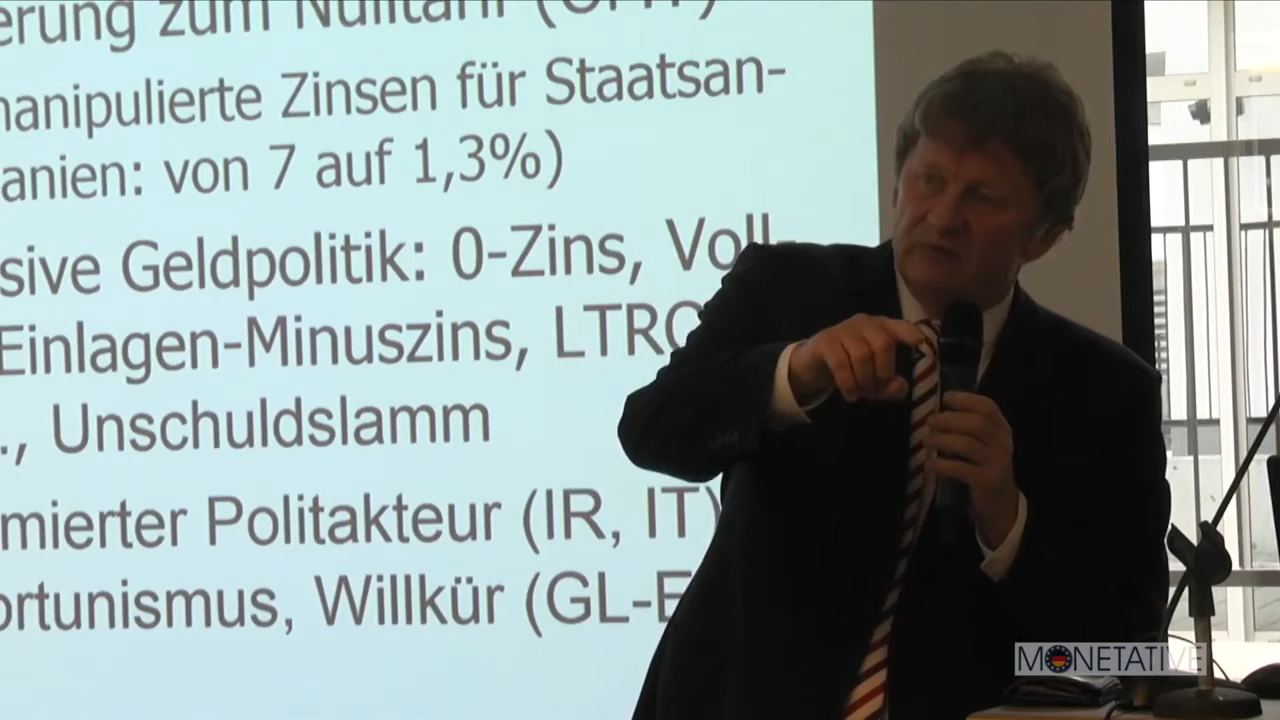 erung zum Nulltarif (OMT)
manipulierte Zinsen für Staatsan-
anien: von 7 auf 1,3%)
sive Geldpolitik: 0-Zins, Voll-
Einlagen-Minuszins, LTRO
., Unschuldslamm
mierter Politakteur (IR, IT)
ortunismus, Willkür (GL-E
MONETATIVE